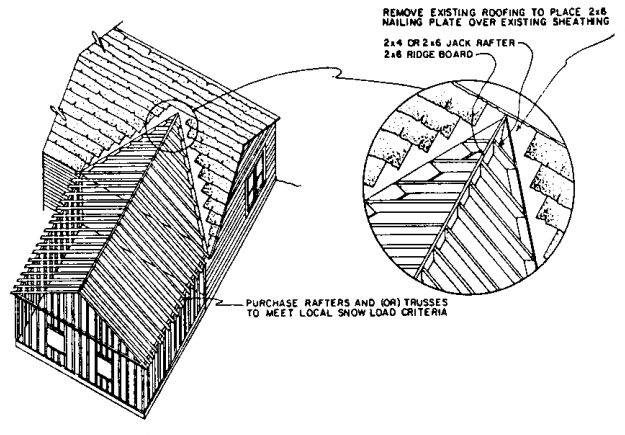 REMOVE EXISTING ROOFING TO PLACE 2x6
NAILING PLATE OVER EXISTING SHEATHING
2x4 OR 2x6 JACK RAFTER
2x6 RIDGE BOARD
PURCHASE RAFTERS AND (OR) TRUSSES
TO MEET LOCAL SNOW LOAD CRITERIA